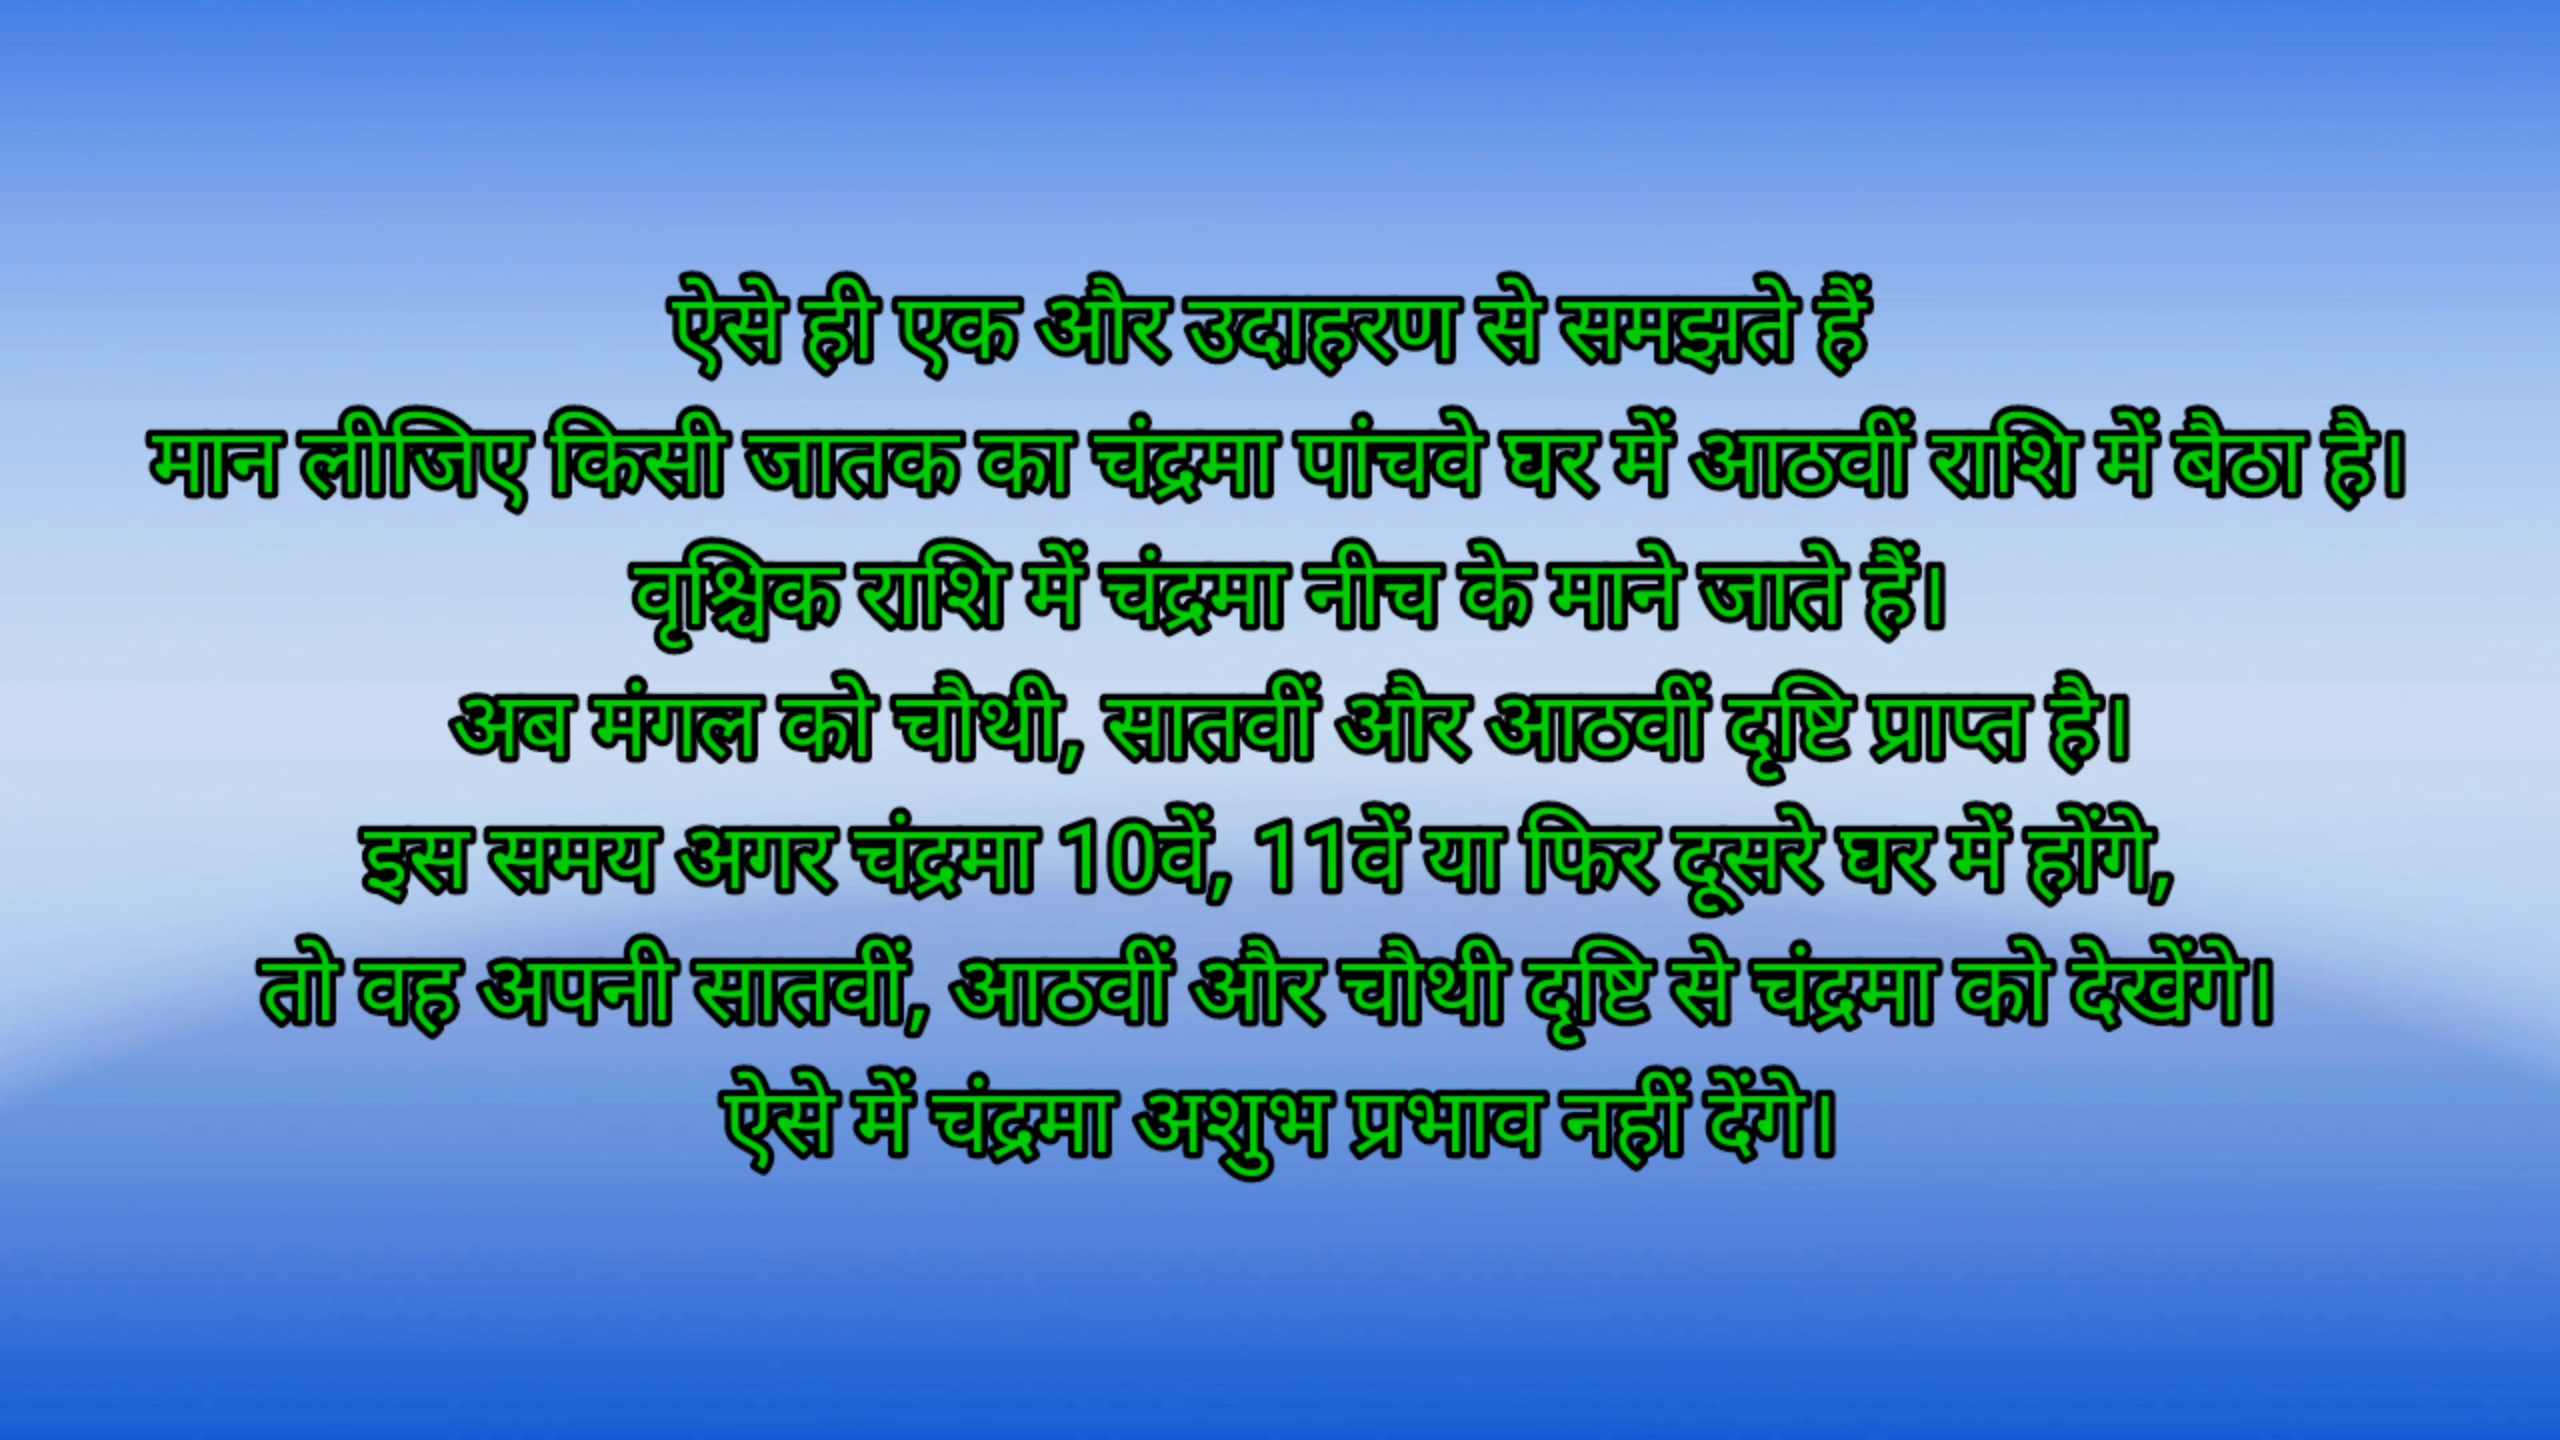 ऐसे ही एक और उदाहरण से समझते हैं
मान लीजिए किसी जातक का चंद्रमा पांचवे घर में आठवीं राशि में बैठा है।
वृश्चिक राशि में चंद्रमा नीच के माने जाते हैं।
अब मंगल को चौथी, सातवीं और आठवीं दृष्टि प्राप्त है।
इस समय अगर चंद्रमा 10वें, 11वें या फिर दूसरे घर में होंगे,
तो वह अपनी सातवीं, आठवीं और चौथी दृष्टि से चंद्रमा को देखेंगे।
ऐसे में चंद्रमा अशुभ प्रभाव नहीं देंगे।